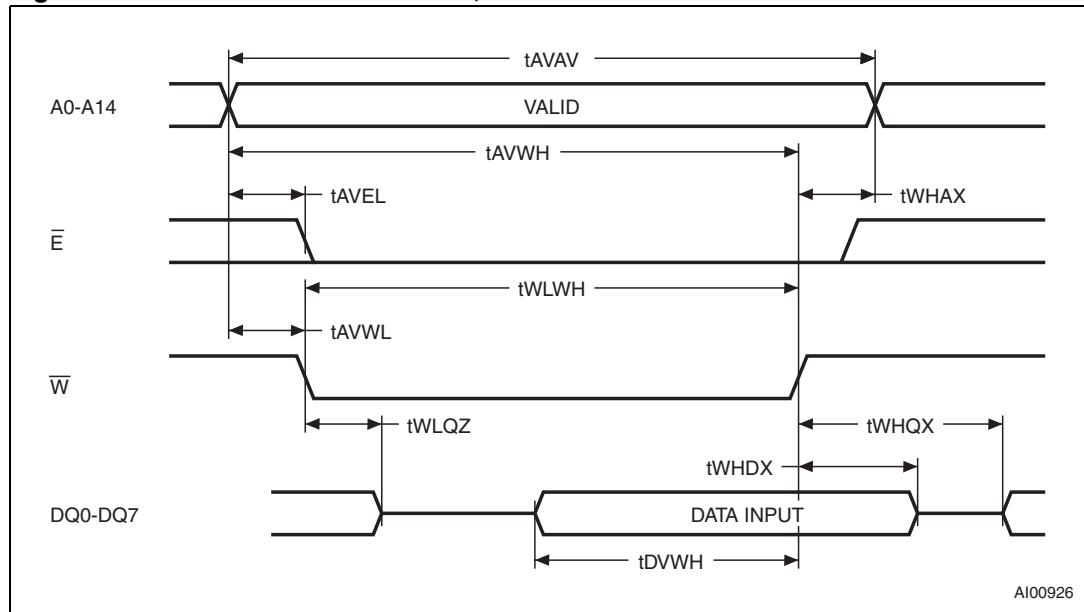 tAVAV
A0-A14
VALID
tAVWH
tAVEL
tWHAX
E
tWLWH
tAVWL
W
tWLQZ
tWHQX
tWHDX
DQ0-DQ7
DATA INPUT
tDVWH
AI00926